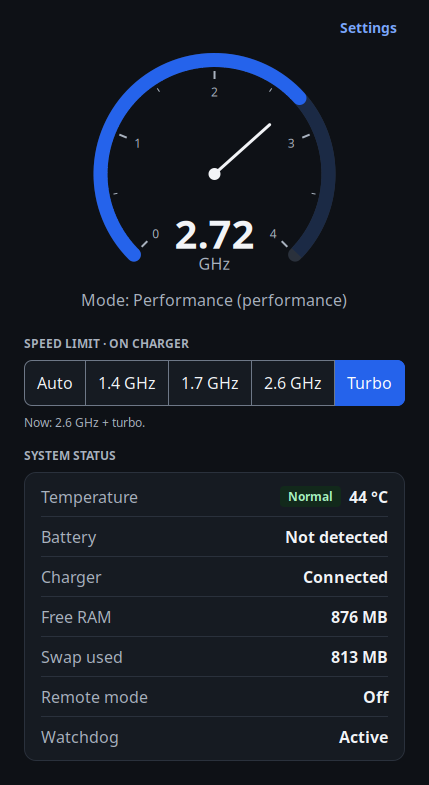 Settings
2
1
3
0
4
2.72
GHz
Mode: Performance (performance)
SPEED LIMIT · ON CHARGER
Auto 1.4 GHz 1.7 GHz 2.6 GHz Turbo
Now: 2.6 GHz + turbo.
SYSTEM STATUS
Temperature Normal 44 °C
Battery Not detected
Charger Connected
Free RAM 876 MB
Swap used 813 MB
Remote mode Off
Watchdog Active